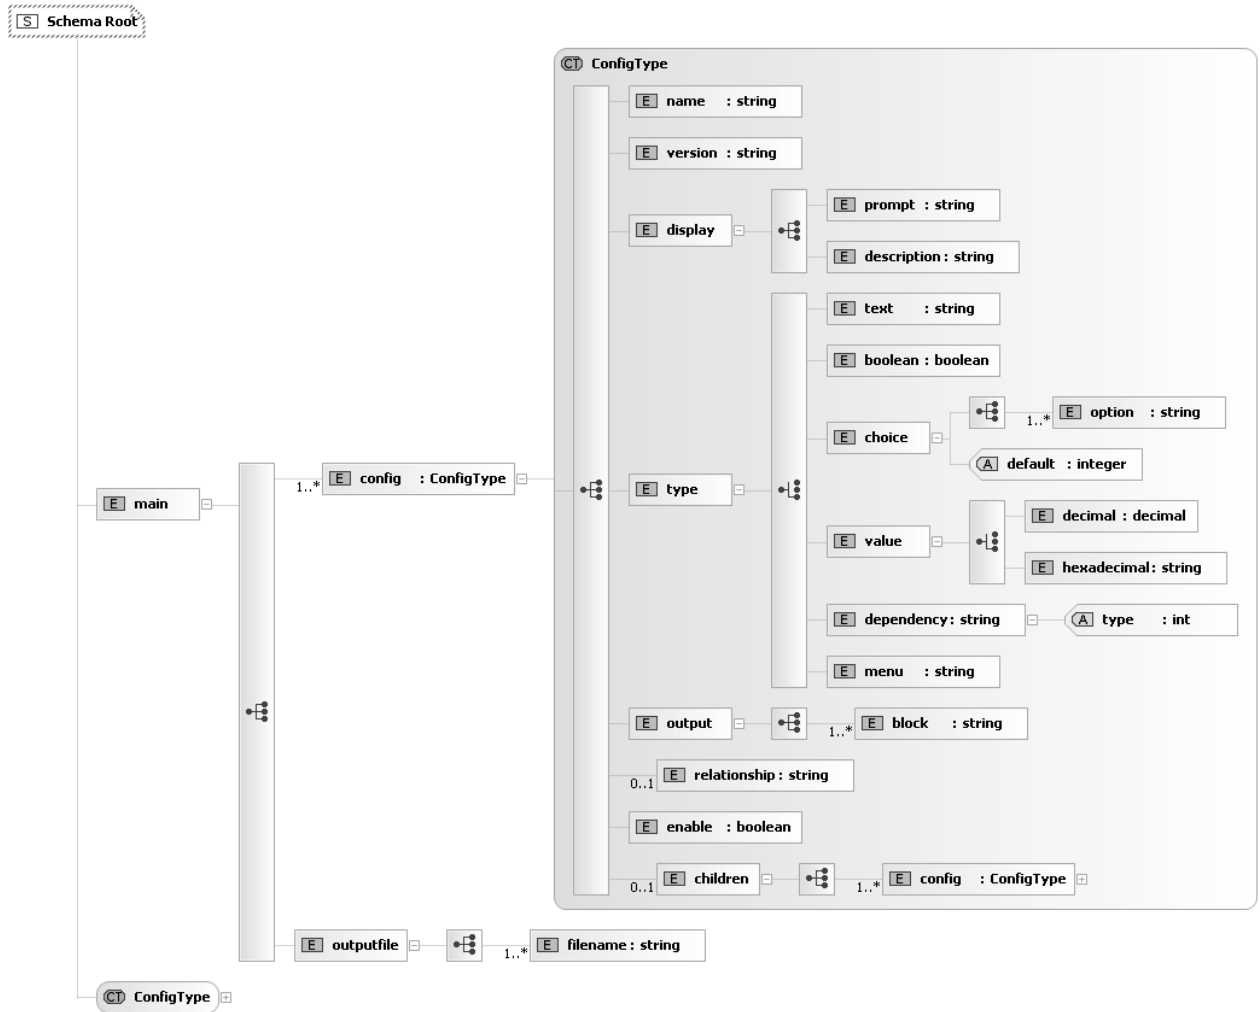 S Schema Root
CT ConfigType
E name : string
E version : string
E display
E prompt : string
E description : string
E type
E text : string
E boolean : boolean
E choice
1..* E option : string
A default : integer
E value
E decimal : decimal
E hexadecimal : string
E dependency : string
A type : int
E menu : string
E main
1..* E config : ConfigType
E output
1..* E block : string
0..1 E relationship : string
E enable : boolean
0..1 E children
1..* E config : ConfigType
E outputfile
1..* E filename : string
CT ConfigType